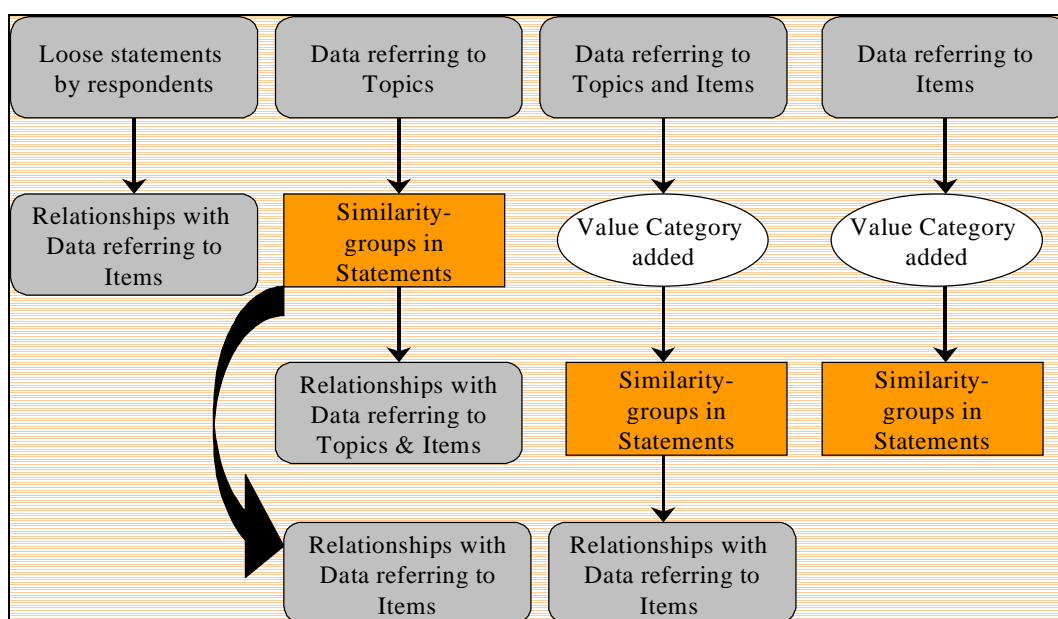 Loose statements
by respondents
Data referring to
Topics
Data referring to
Topics and Items
Data referring to
Items
Relationships with
Data referring to
Items
Similarity-
groups in
Statements
Value Category
added
Value Category
added
Relationships with
Data referring to
Topics & Items
Similarity-
groups in
Statements
Similarity-
groups in
Statements
Relationships with
Data referring to
Items
Relationships with
Data referring to
Items